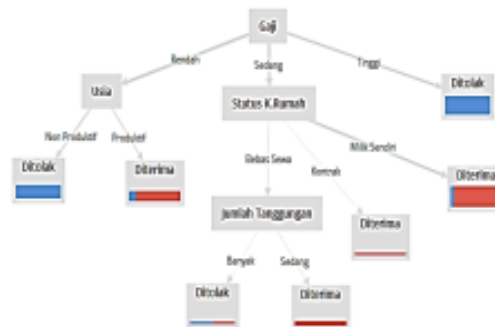 Gaji
Rendah
Sedang
Tinggi
Usia
Status K.Rumah
Ditolak
Non Produktif
Produktif
Bebas Sewa
Kontrak
Milik Sendiri
Ditolak
Diterima
Jumlah Tanggungan
Diterima
Diterima
Banyak
Sedang
Ditolak
Diterima